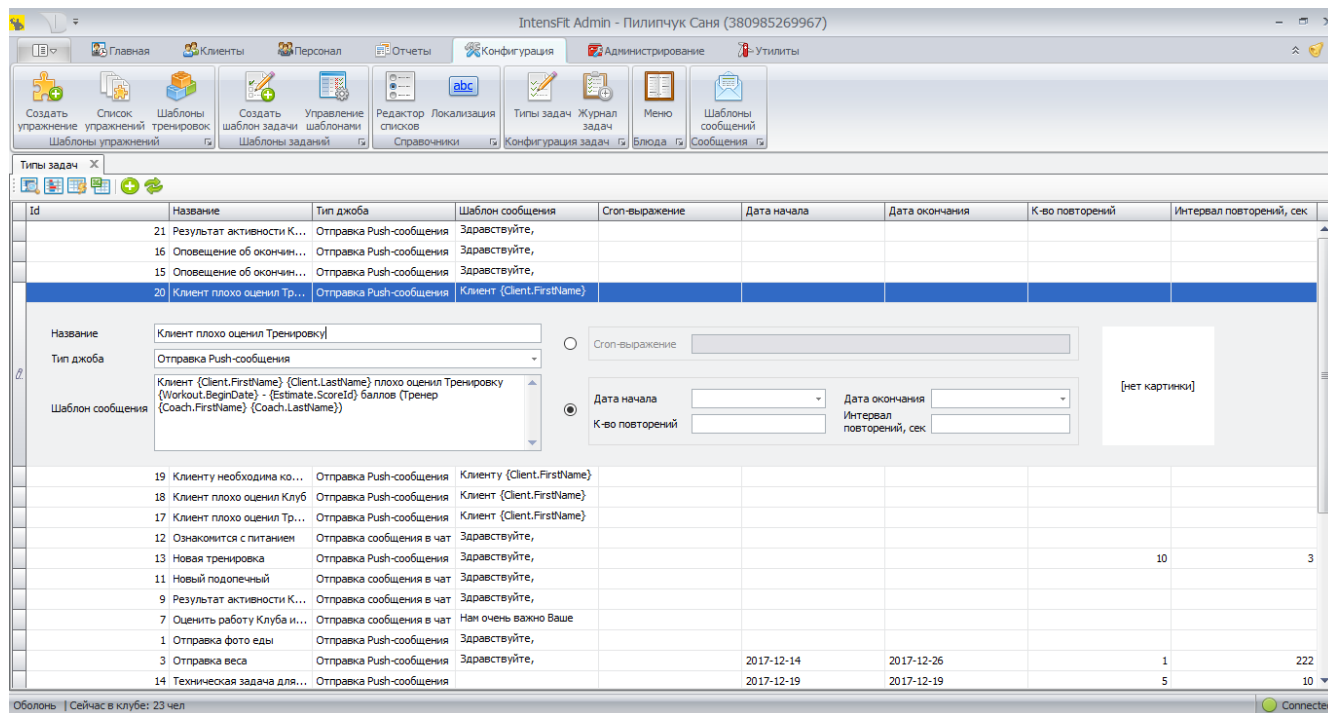 IntensFit Admin - Пилипчук Саня (380985269967)
Главная Клиенты Персонал Отчеты Конфигурация Администрирование Утилиты
Создать упражнение Список упражнений Шаблоны тренировок Создать шаблон задачи Управление шаблонами Редактор списков Локализация Типы задач Журнал задач Меню Шаблоны сообщений
abc
Шаблоны упражнений Шаблоны заданий Справочники Конфигурация задач Блюда Сообщения
Типы задач X
Id Название Тип джоба Шаблон сообщения Cron-выражение Дата начала Дата окончания К-во повторений Интервал повторений, сек
21 Результат активности К... Отправка Push-сообщения Здравствуйте,
16 Оповещение об окончин... Отправка Push-сообщения Здравствуйте,
15 Оповещение об окончин... Отправка Push-сообщения Здравствуйте,
20 Клиент плохо оценил Тр... Отправка Push-сообщения Клиент {Client.FirstName}
Название Клиент плохо оценил Тренировку
Cron-выражение
Тип джоба Отправка Push-сообщения
Шаблон сообщения
Клиент {Client.FirstName} {Client.LastName} плохо оценил Тренировку
{Workout.BeginDate} - {Estimate.ScoreId} баллов (Тренер
{Coach.FirstName} {Coach.LastName})
Дата начала Дата окончания
К-во повторений Интервал
повторений, сек
[нет картинки]
19 Клиенту необходима ко... Отправка Push-сообщения Клиенту {Client.FirstName}
18 Клиент плохо оценил Клуб Отправка Push-сообщения Клиент {Client.FirstName}
17 Клиент плохо оценил Тр... Отправка Push-сообщения Клиент {Client.FirstName}
12 Ознакомится с питанием Отправка сообщения в чат Здравствуйте,
13 Новая тренировка Отправка Push-сообщения Здравствуйте, 10 3
11 Новый подопечный Отправка сообщения в чат Здравствуйте,
9 Результат активности К... Отправка сообщения в чат Здравствуйте,
7 Оценить работу Клуба и... Отправка сообщения в чат Нам очень важно Ваше
1 Отправка фото еды Отправка Push-сообщения Здравствуйте,
3 Отправка веса Отправка Push-сообщения Здравствуйте, 2017-12-14 2017-12-26 1 222
14 Техническая задача для... Отправка Push-сообщения 2017-12-19 2017-12-19 5 10
Оболонь | Сейчас в клубе: 23 чел Connecte